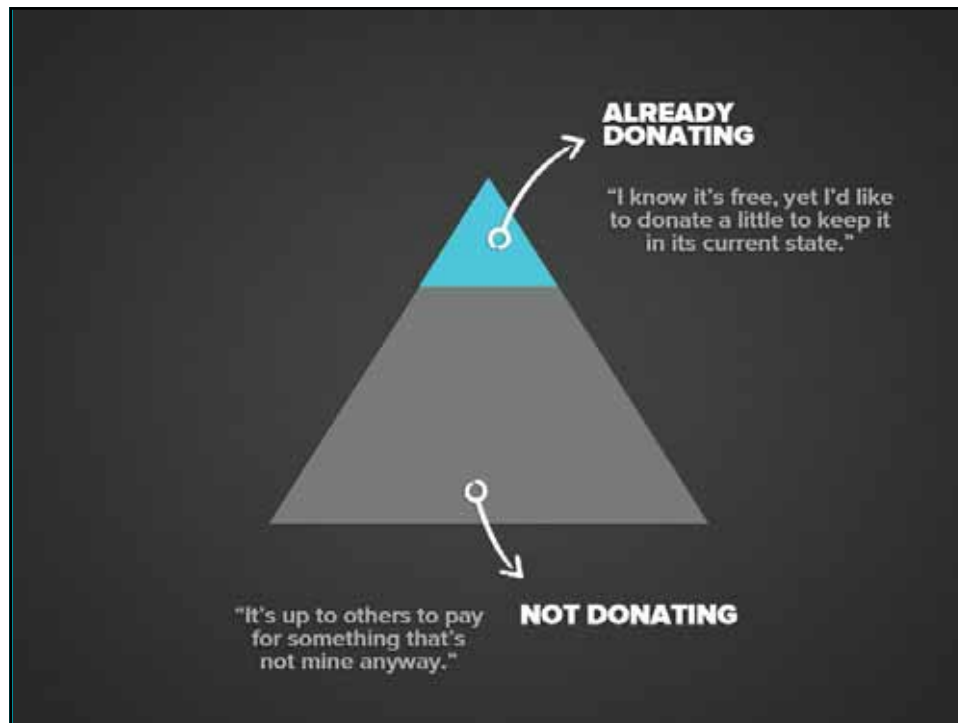 ALREADY
DONATING
“I know it’s free, yet I’d like
to donate a little to keep it
in its current state.”
“It’s up to others to pay
for something that’s
not mine anyway.”
NOT DONATING